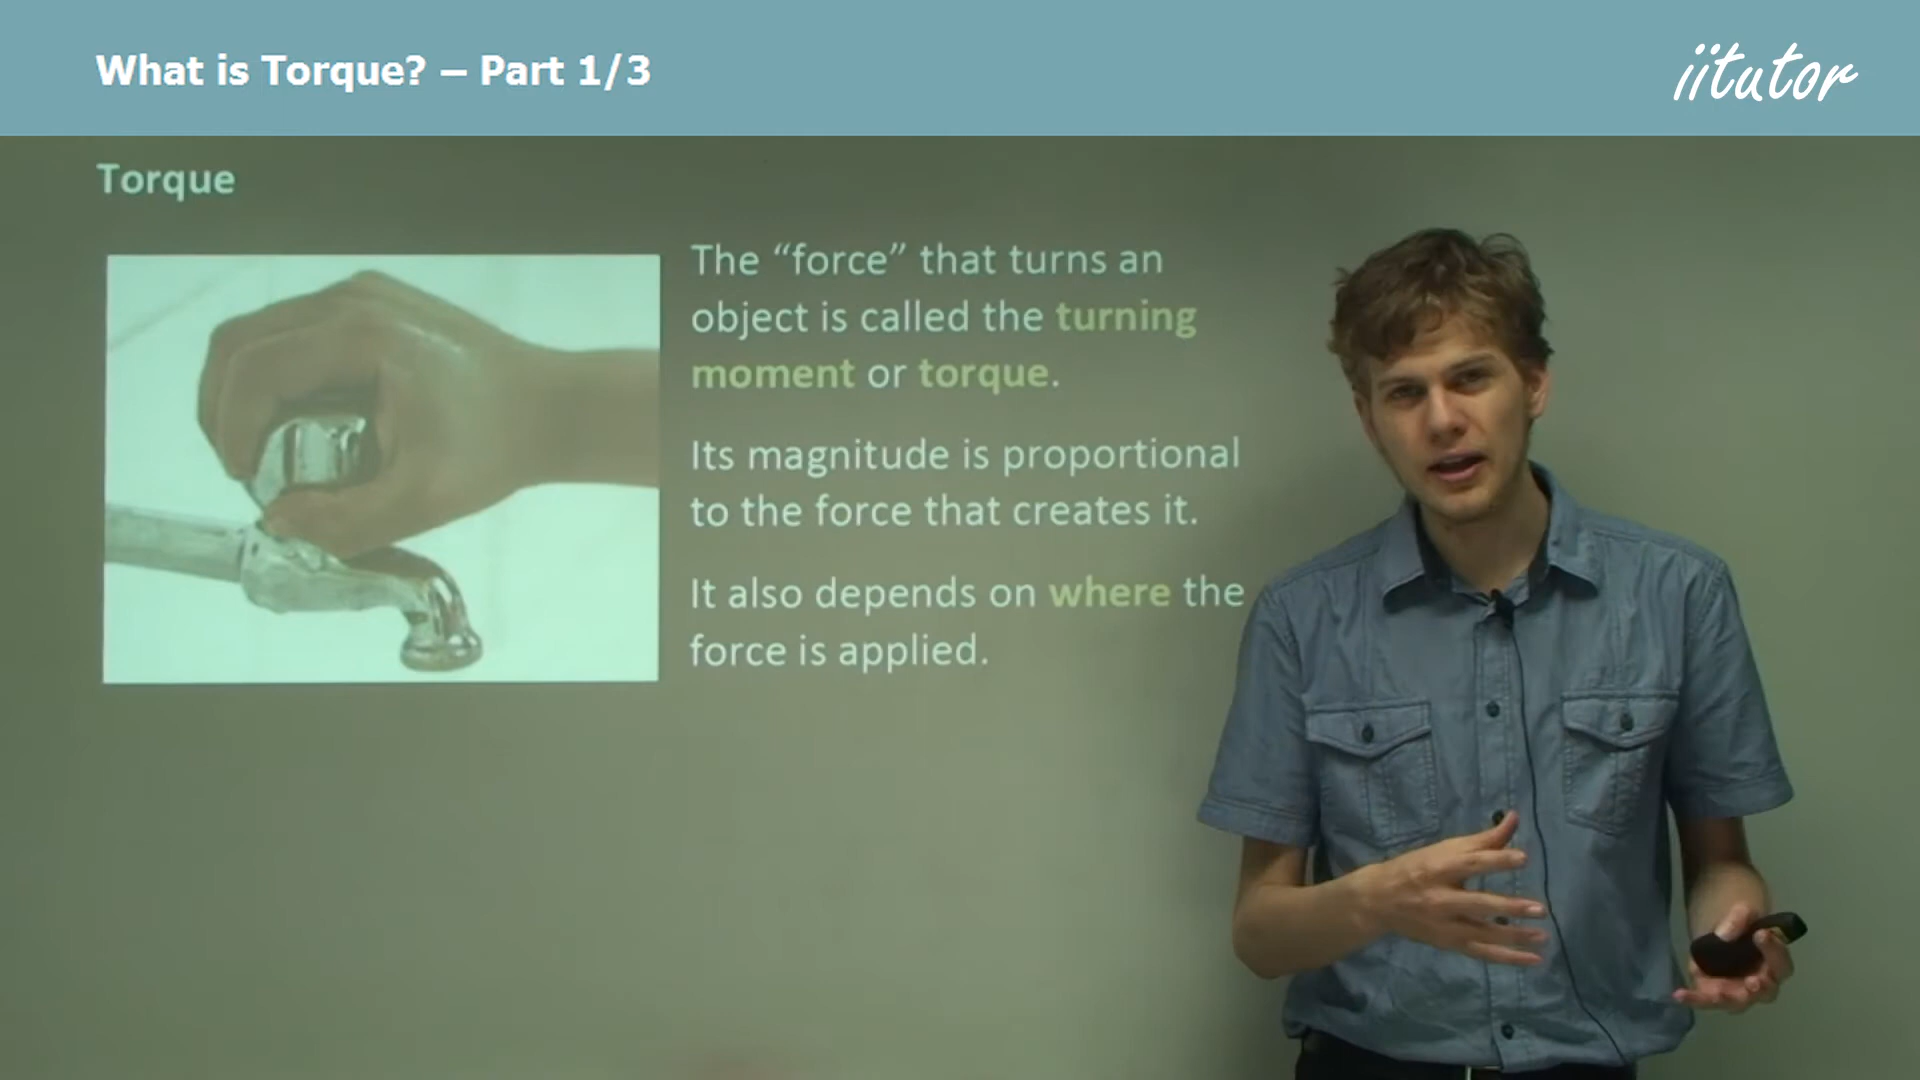 What is Torque? – Part 1/3
iitutor
Torque
The “force” that turns an
object is called the turning
moment or torque.
Its magnitude is proportional
to the force that creates it.
It also depends on where the
force is applied.